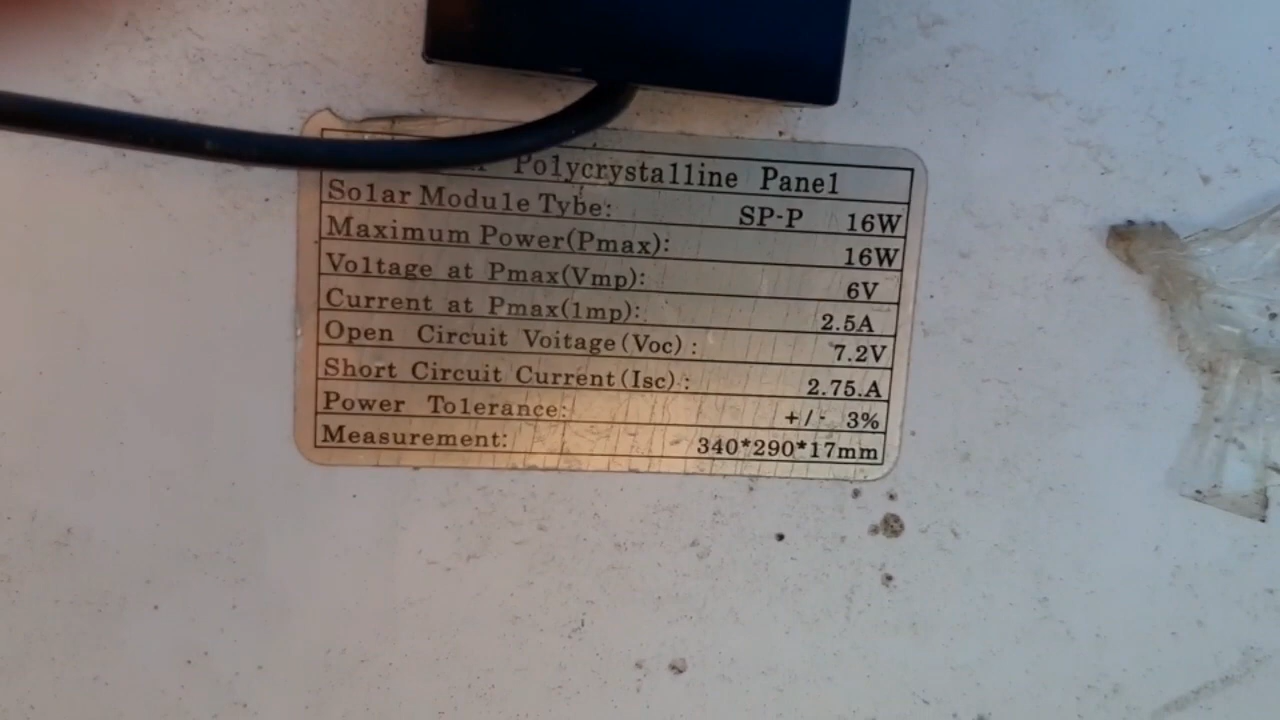 Polycrystalline Panel
Solar Module Tybe: SP-P 16W
Maximum Power(Pmax): 16W
Voltage at Pmax(Vmp): 6V
Current at Pmax(1mp): 2.5A
Open Circuit Voitage(Voc): 7.2V
Short Circuit Current(Isc): 2.75.A
Power Tolerance: +/- 3%
Measurement: 340*290*17mm